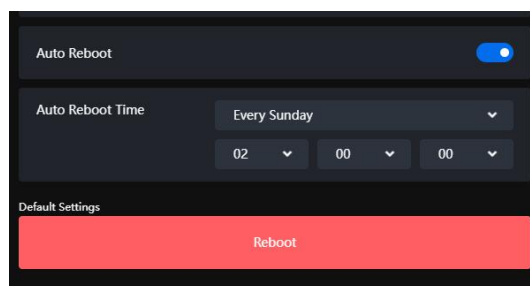 Auto Reboot
Auto Reboot Time
Every Sunday
02 00 00
Default Settings
Reboot